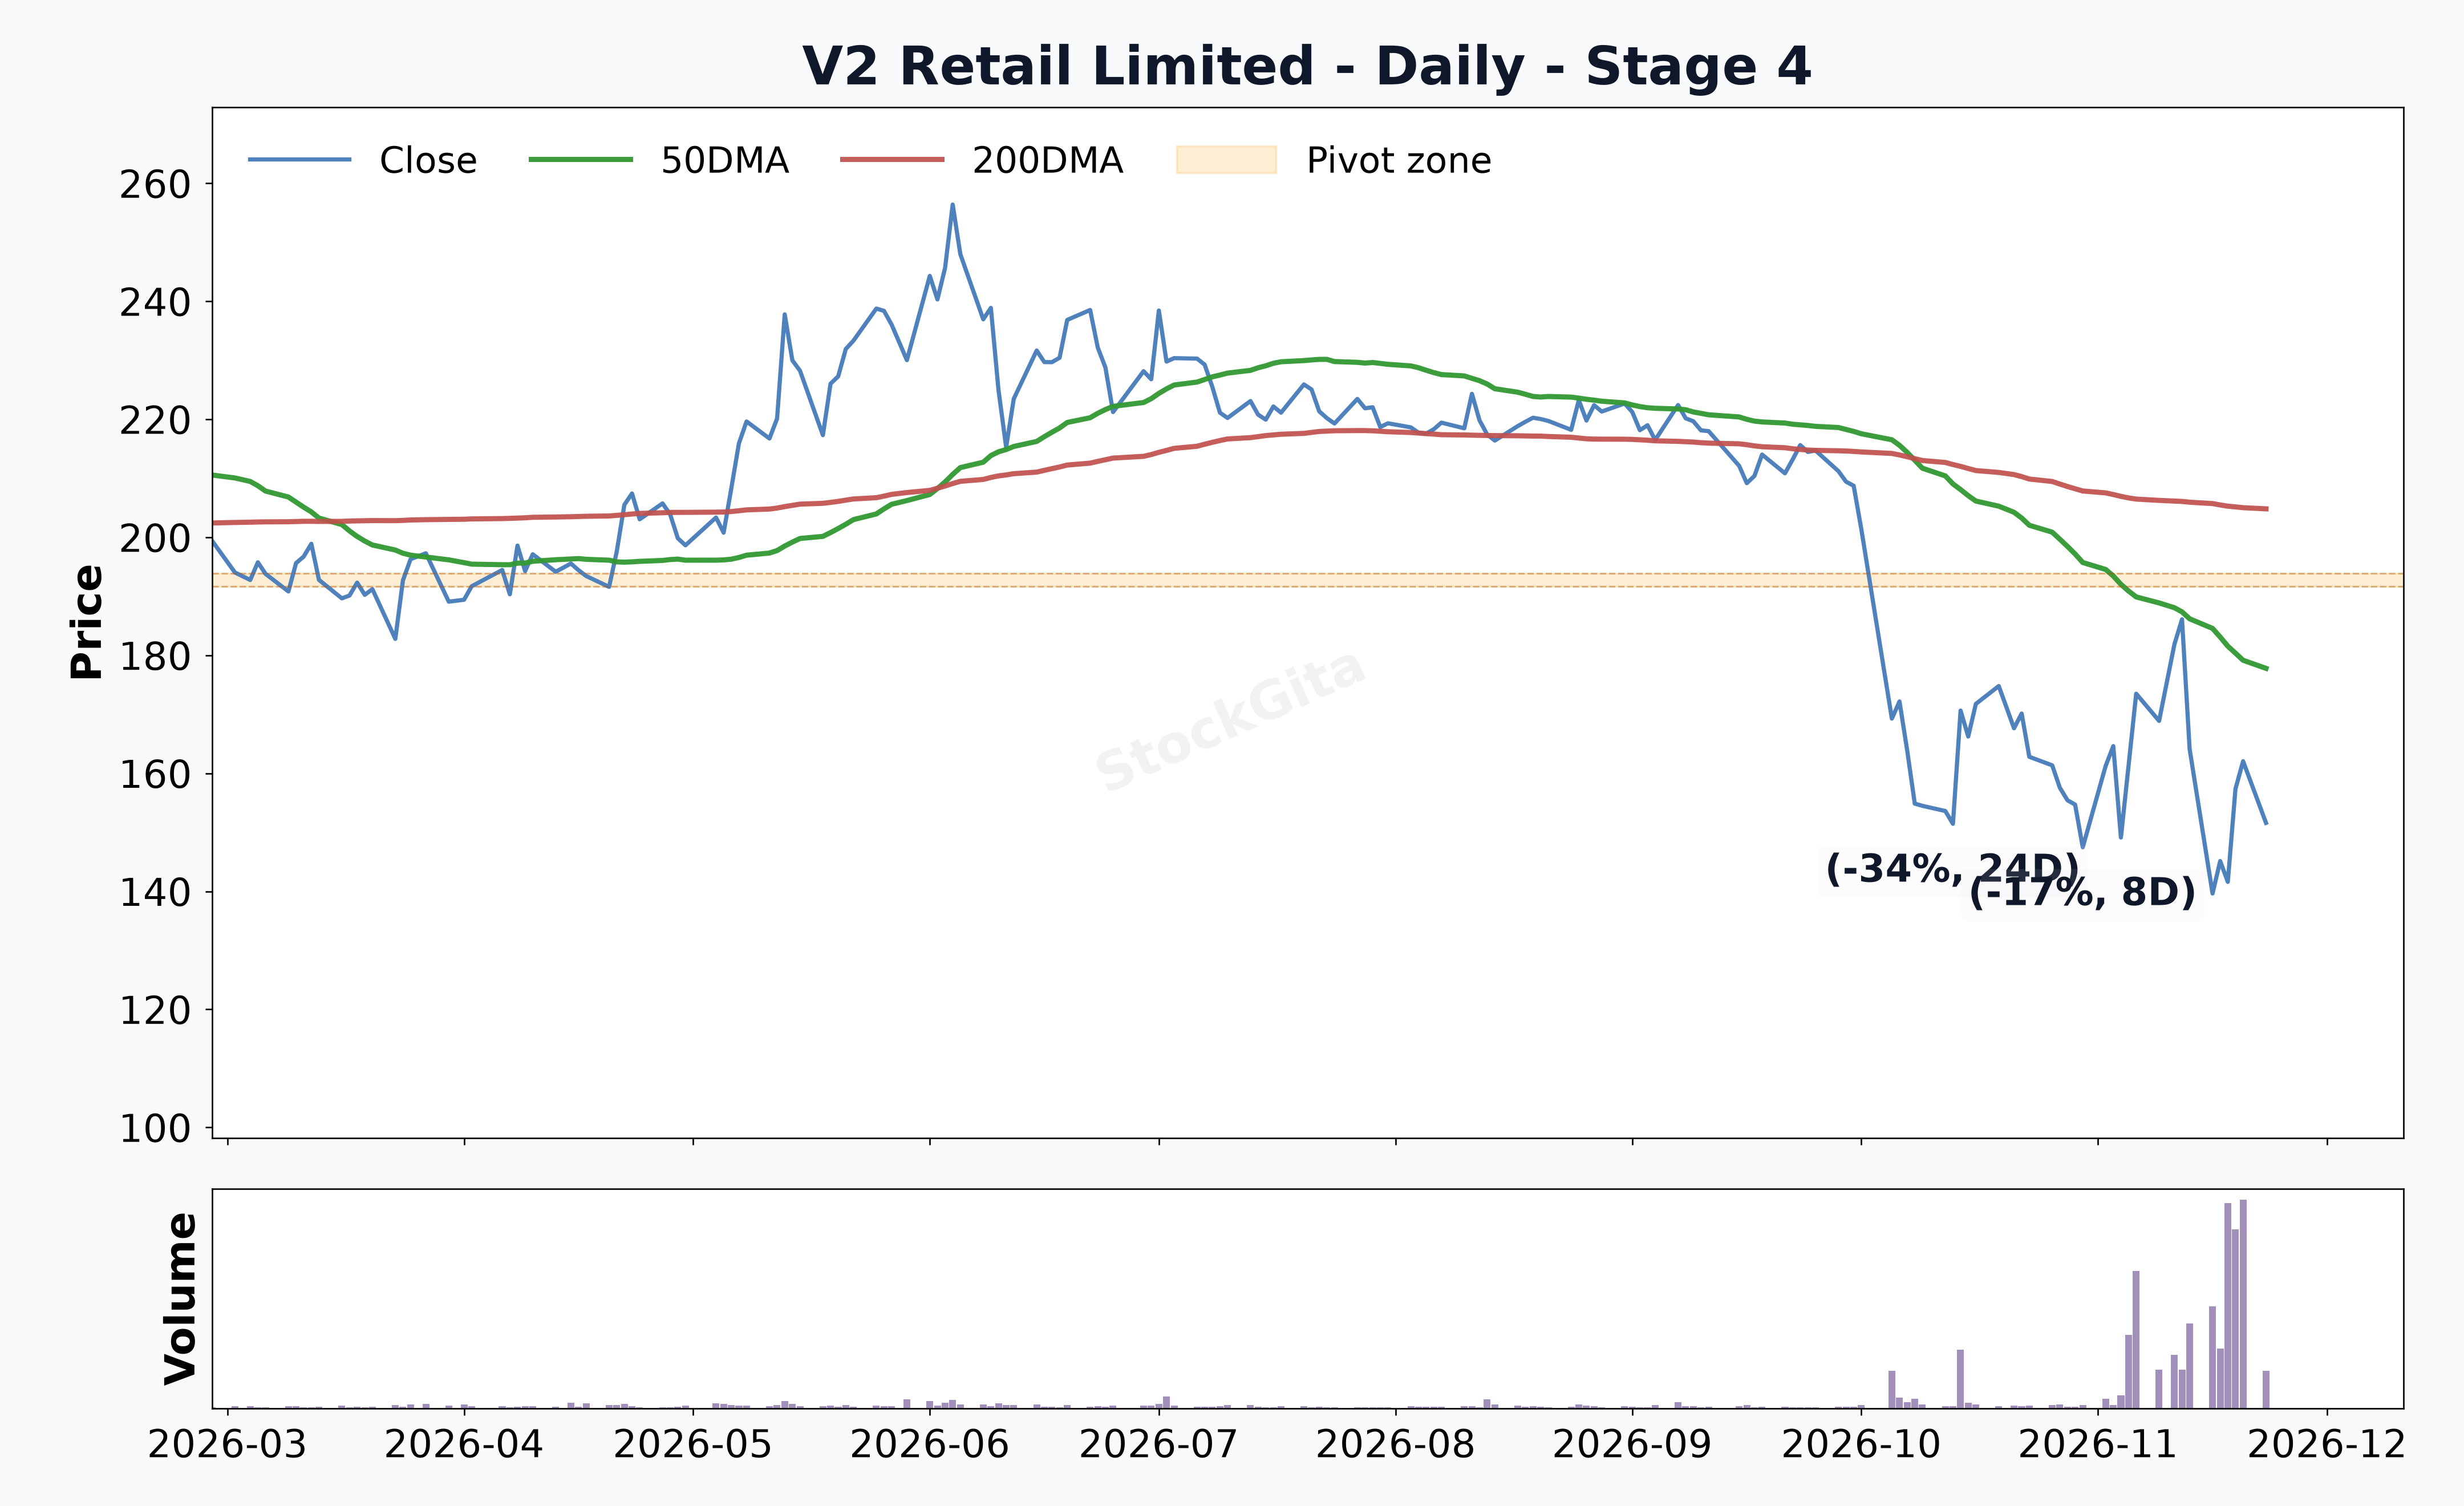 V2 Retail Limited - Daily - Stage 4
Close 50DMA 200DMA Pivot zone
260
240
220
200
180
160
140
120
100
Price
StockGita
(-34%, 24D)
(-17%, 8D)
Volume
2026-03 2026-04 2026-05 2026-06 2026-07 2026-08 2026-09 2026-10 2026-11 2026-12